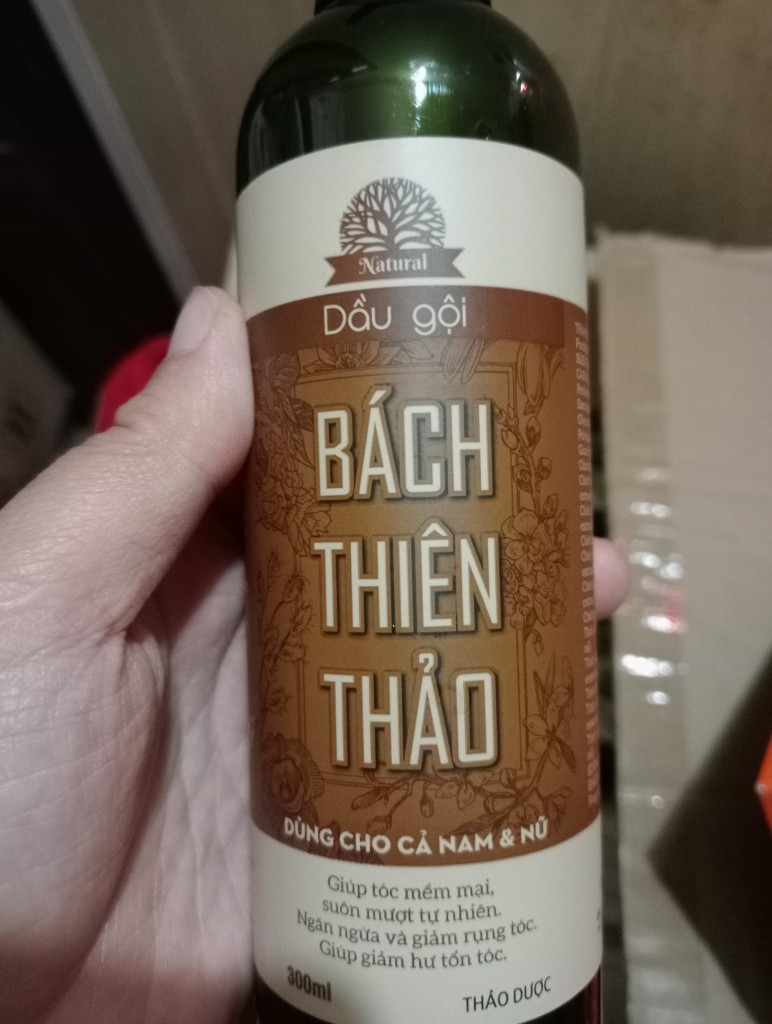 Natural
Dầu gội
BÁCH
THIÊN
THẢO
DÙNG CHO CẢ NAM & NỮ
Giúp tóc mềm mại,
suôn mượt tự nhiên.
Ngăn ngừa và giảm rụng tóc.
Giúp giảm hư tổn tóc.
300ml
THẢO DƯỢC